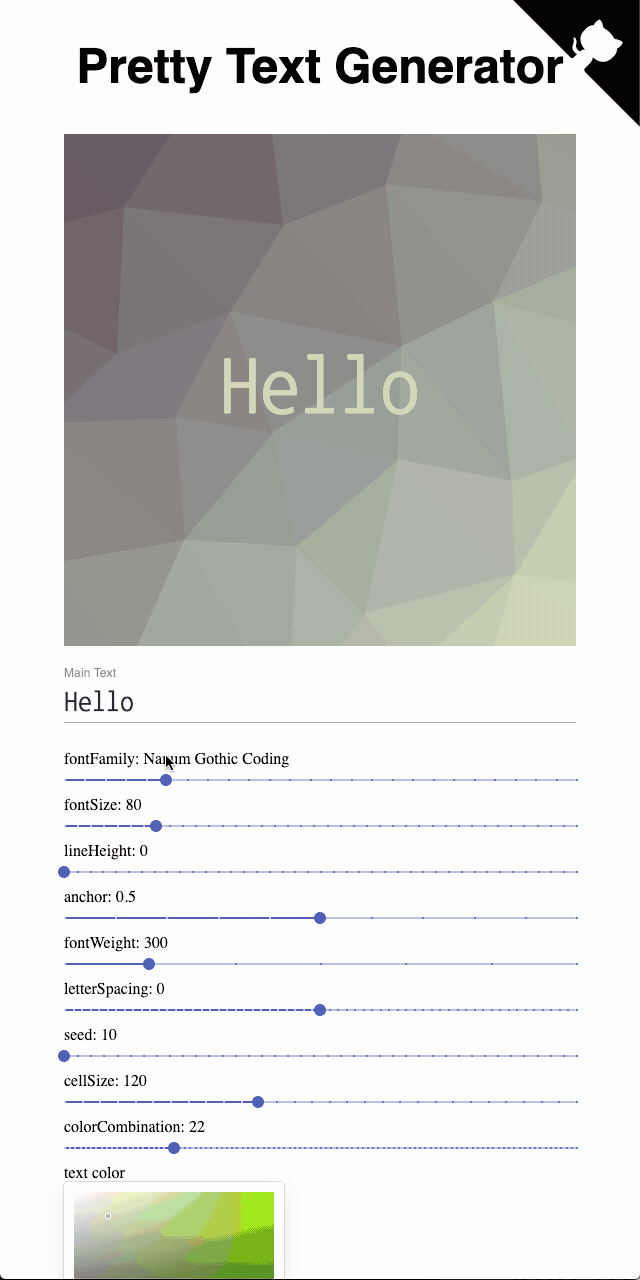 Pretty Text Generator
Hello
Main Text
Hello
fontFamily: Nanum Gothic Coding
fontSize: 80
lineHeight: 0
anchor: 0.5
fontWeight: 300
letterSpacing: 0
seed: 10
cellSize: 120
colorCombination: 22
text color